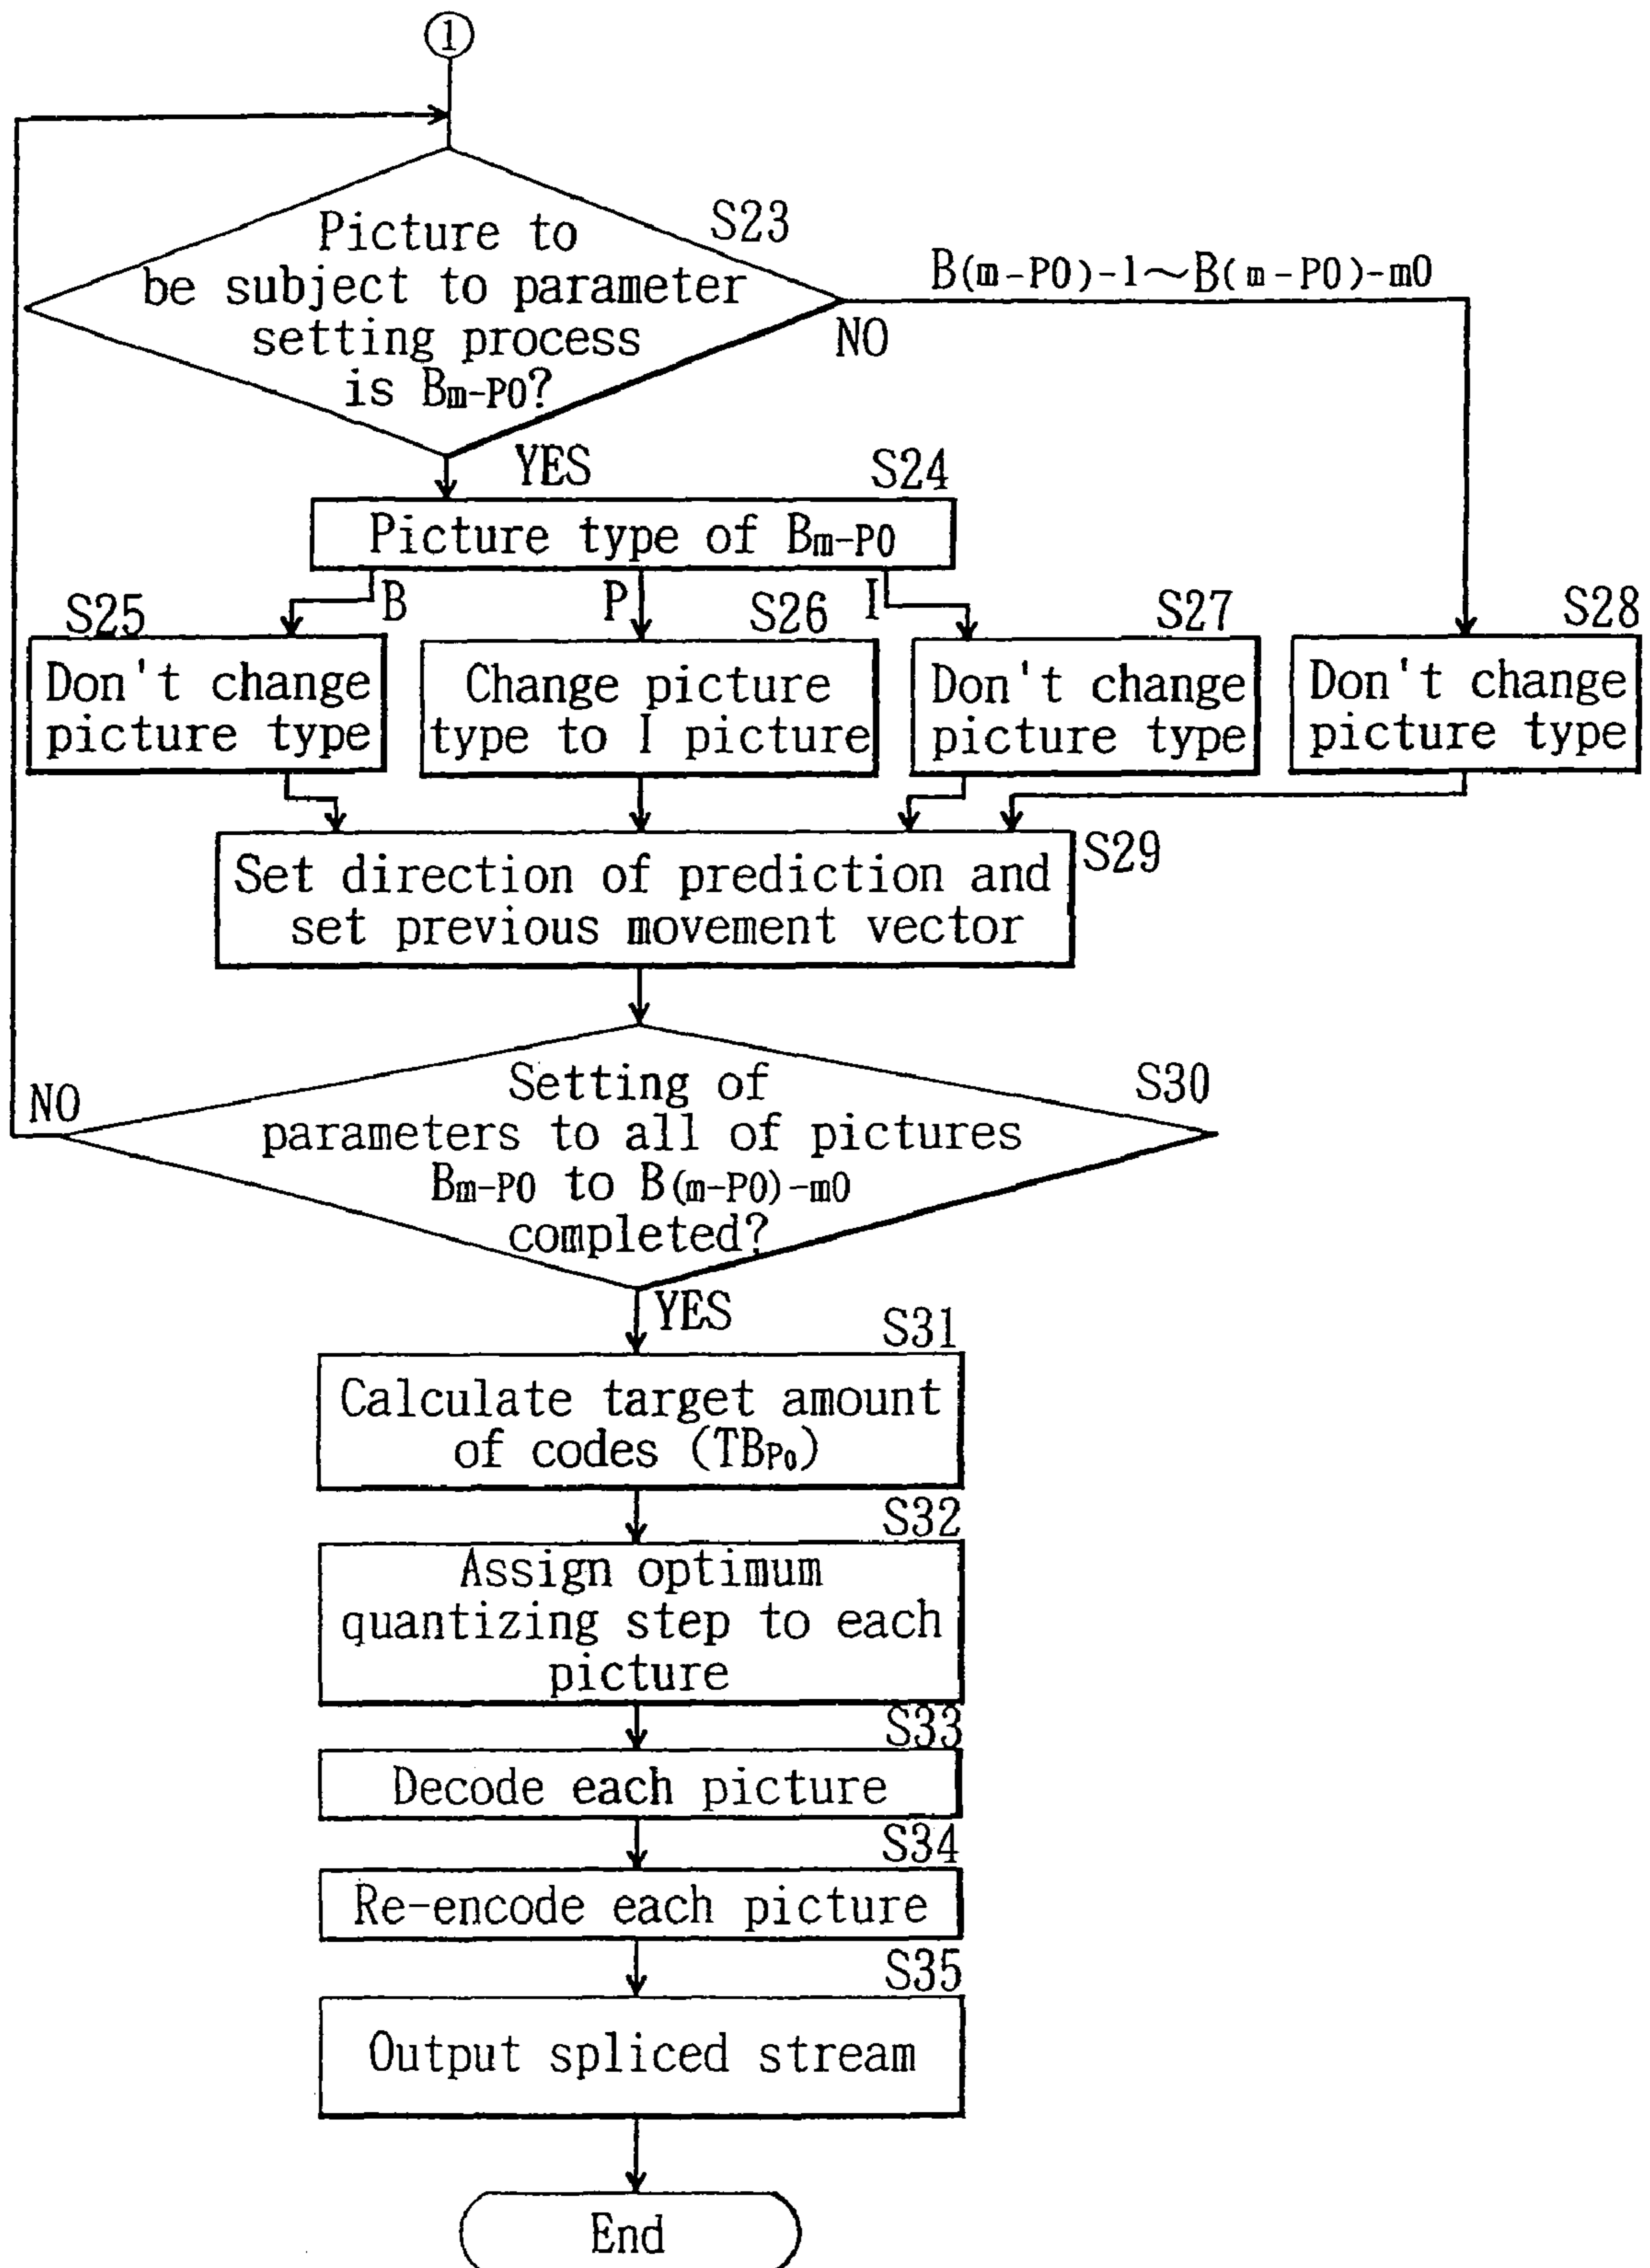 1
Picture to
be subject to parameter
setting process
is Bm-P0?
S23
B(m-P0)-1~B(m-P0)-m0
NO
YES
S24
Picture type of Bm-P0
B
P
I
S25
Don't change
picture type
S26
Change picture
type to I picture
S27
Don't change
picture type
S28
Don't change
picture type
S29
Set direction of prediction and
set previous movement vector
S30
Setting of
parameters to all of pictures
Bm-P0 to B(m-P0)-m0
completed?
NO
YES
S31
Calculate target amount
of codes (TBP0)
S32
Assign optimum
quantizing step to each
picture
S33
Decode each picture
S34
Re-encode each picture
S35
Output spliced stream
End